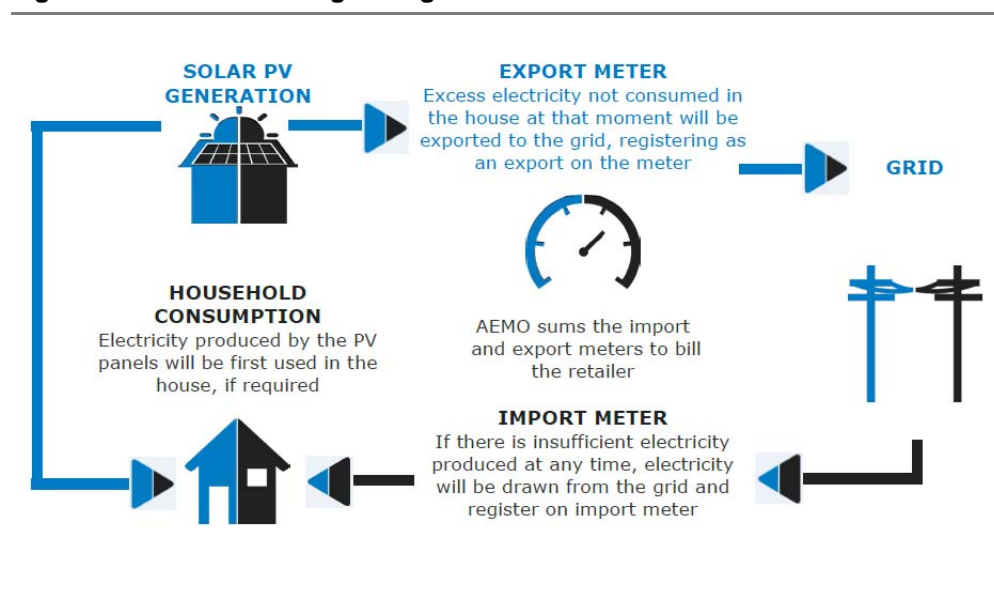 SOLAR PV
GENERATION
EXPORT METER
Excess electricity not consumed in
the house at that moment will be
exported to the grid, registering as
an export on the meter
GRID
HOUSEHOLD
CONSUMPTION
Electricity produced by the PV
panels will be first used in the
house, if required
AEMO sums the import
and export meters to bill
the retailer
IMPORT METER
If there is insufficient electricity
produced at any time, electricity
will be drawn from the grid and
register on import meter